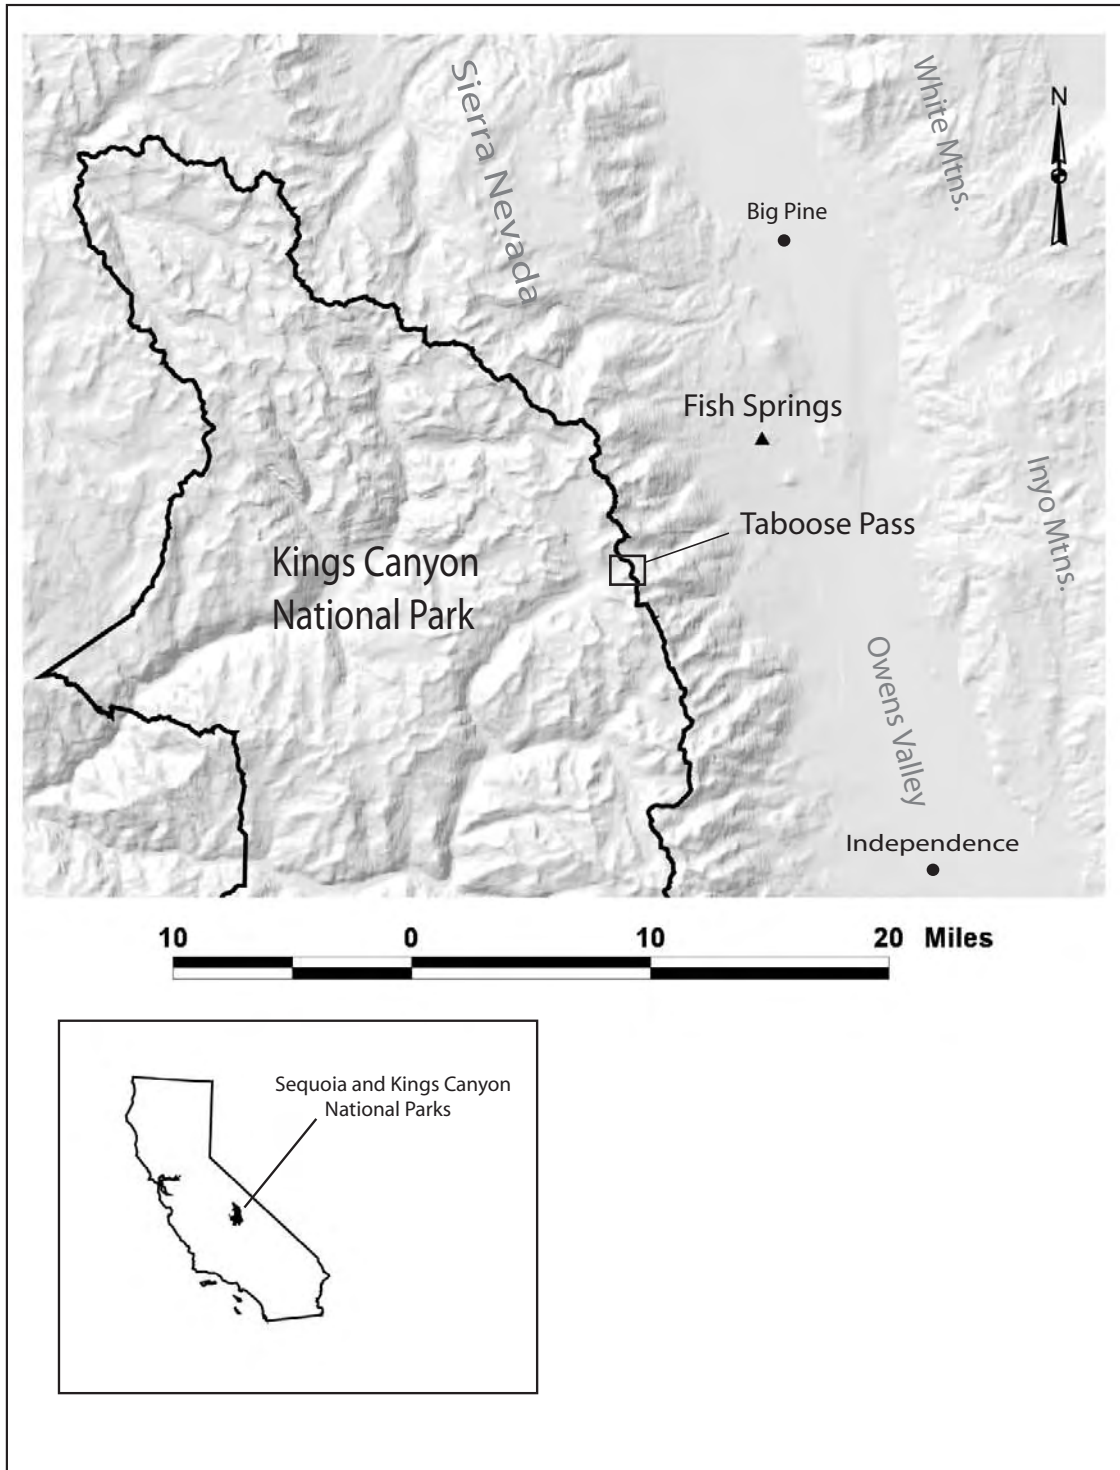 Sierra Nevada
White Mtns.
N
Big Pine
Fish Springs
Inyo Mtns.
Taboose Pass
Kings Canyon
National Park
Owens Valley
Independence
10 0 10 20 Miles
Sequoia and Kings Canyon
National Parks